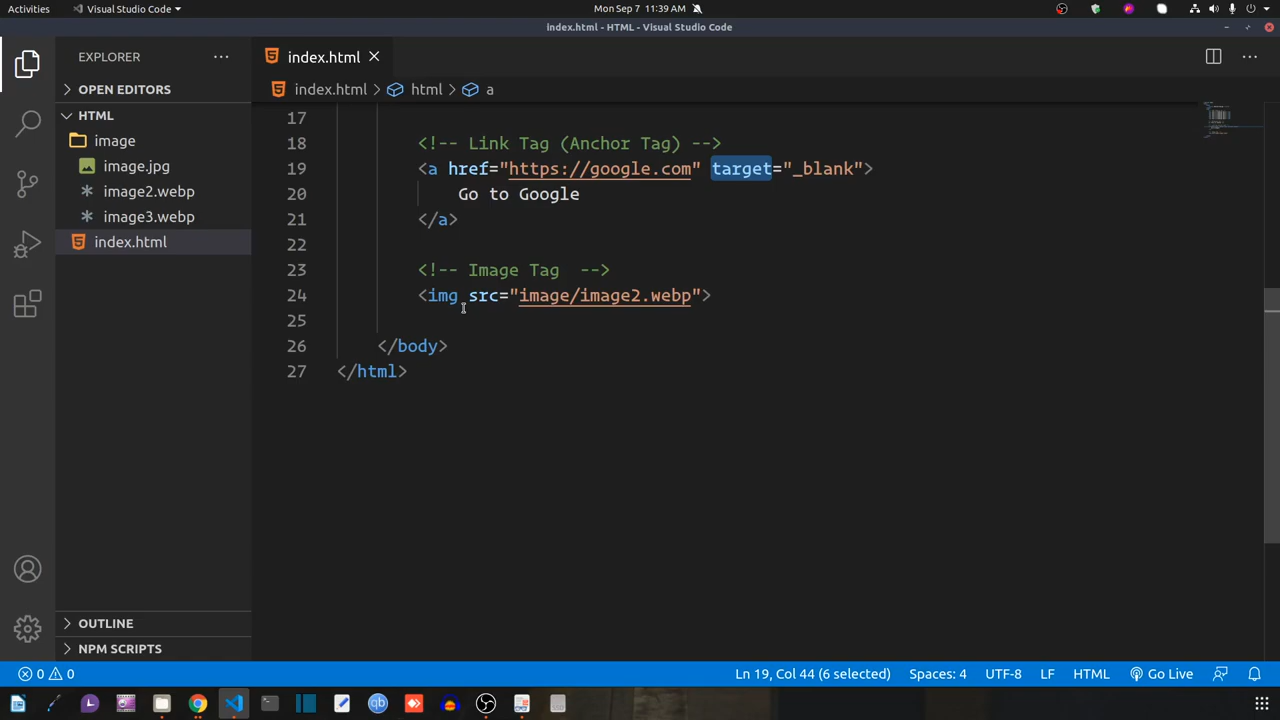 Activities
Visual Studio Code
Mon Sep 7 11:39 AM
index.html - HTML - Visual Studio Code
EXPLORER
index.html
OPEN EDITORS
index.html > html > a
HTML
image
image.jpg
image2.webp
image3.webp
index.html
17
18 <!-- Link Tag (Anchor Tag) -->
19 <a href="https://google.com" target="_blank">
20 Go to Google
21 </a>
22
23 <!-- Image Tag  -->
24 <img src="image/image2.webp">
25
26 </body>
27 </html>
OUTLINE
NPM SCRIPTS
0 0
Ln 19, Col 44 (6 selected)
Spaces: 4
UTF-8
LF
HTML
Go Live
qb